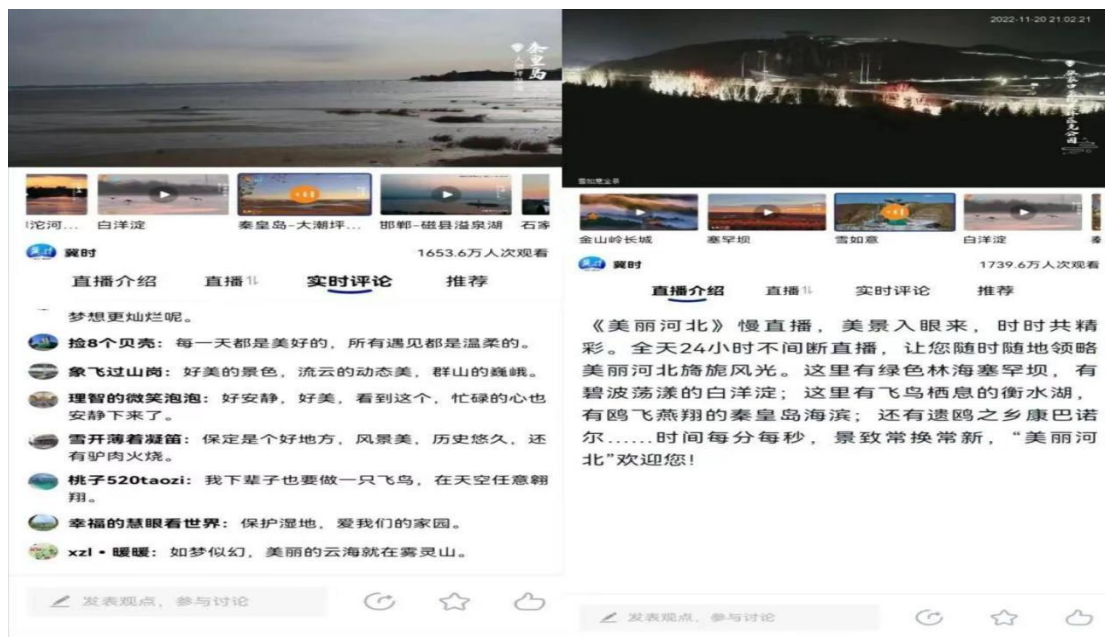 秦皇岛
沱河...
白洋淀
秦皇岛-大潮坪...
邯郸-磁县溢泉湖
石家
冀时
1653.6万人次观看
直播介绍
直播
实时评论
推荐
梦想更灿烂呢。
捡8个贝壳：每一天都是美好的，所有遇见都是温柔的。
象飞过山岗：好美的景色，流云的动态美，群山的巍峨。
理智的微笑泡泡：好安静，好美，看到这个，忙碌的心也
安静下来了。
雪开薄着凝笛：保定是个好地方，风景美，历史悠久，还
有驴肉火烧。
桃子520taozi：我下辈子也要做一只飞鸟，在天空任意翱
翔。
幸福的慧眼看世界：保护湿地，爱我们的家园。
xzl•暖暖：如梦似幻，美丽的云海就在雾灵山。
发表观点，参与讨论
2022-11-20 21:02:21
雪如意全景
金山岭长城
塞罕坝
雪如意
白洋淀
冀时
1739.6万人次观看
直播介绍
直播
实时评论
推荐
《美丽河北》慢直播，美景入眼来，时时共精
彩。全天24小时不间断直播，让您随时随地领略
美丽河北旖旎风光。这里有绿色林海塞罕坝，有
碧波荡漾的白洋淀；这里有飞鸟栖息的衡水湖，
有鸥飞燕翔的秦皇岛海滨；还有遗鸥之乡康巴诺
尔......时间每分每秒，景致常换常新，“美丽河
北”欢迎您！
发表观点，参与讨论